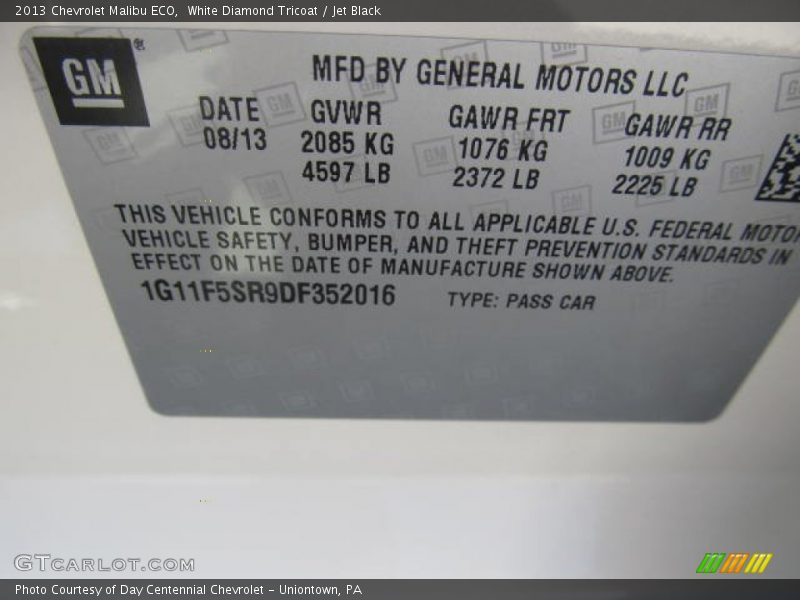 2013 Chevrolet Malibu ECO,  White Diamond Tricoat / Jet Black
GM®
MFD BY GENERAL MOTORS LLC
DATE GVWR GAWR FRT GAWR RR
08/13 2085 KG 1076 KG 1009 KG
4597 LB 2372 LB 2225 LB
THIS VEHICLE CONFORMS TO ALL APPLICABLE U.S. FEDERAL MOTO
VEHICLE SAFETY, BUMPER, AND THEFT PREVENTION STANDARDS IN
EFFECT ON THE DATE OF MANUFACTURE SHOWN ABOVE.
1G11F5SR9DF352016 TYPE: PASS CAR
GTCARLOT.COM
Photo Courtesy of Day Centennial Chevrolet - Uniontown, PA